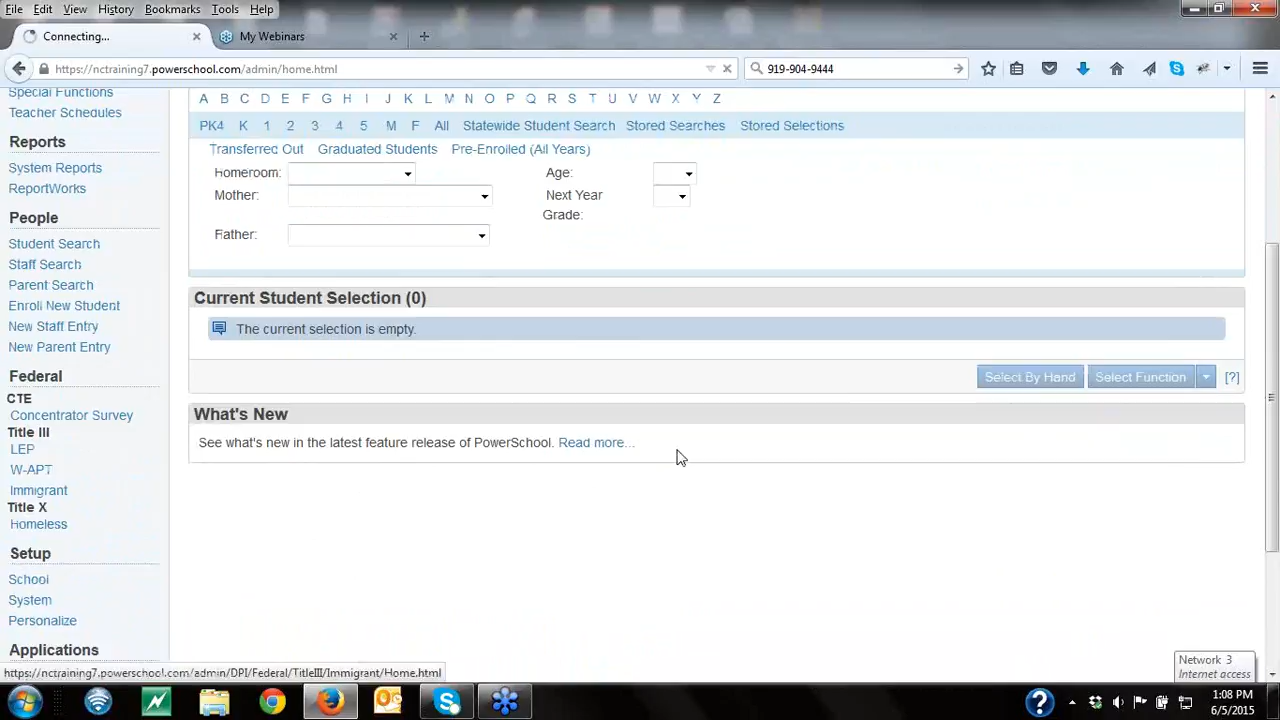 File Edit View History Bookmarks Tools Help
Connecting... × My Webinars × +
https://nctraining7.powerschool.com/admin/home.html 919-904-9444
Special Functions
Teacher Schedules
Reports
System Reports
ReportWorks
People
Student Search
Staff Search
Parent Search
Enroll New Student
New Staff Entry
New Parent Entry
Federal
CTE
Concentrator Survey
Title III
LEP
W-APT
Immigrant
Title X
Homeless
Setup
School
System
Personalize
Applications
A B C D E F G H I J K L M N O P Q R S T U V W X Y Z
PK4 K 1 2 3 4 5 M F All Statewide Student Search Stored Searches Stored Selections
Transferred Out Graduated Students Pre-Enrolled (All Years)
Homeroom: Age:
Mother: Next Year
Grade:
Father:
Current Student Selection (0)
The current selection is empty.
Select By Hand Select Function [?]
What's New
See what's new in the latest feature release of PowerSchool. Read more...
https://nctraining7.powerschool.com/admin/DPI/Federal/TitleIII/Immigrant/Home.html
Network 3
Internet access
1:08 PM
6/5/2015